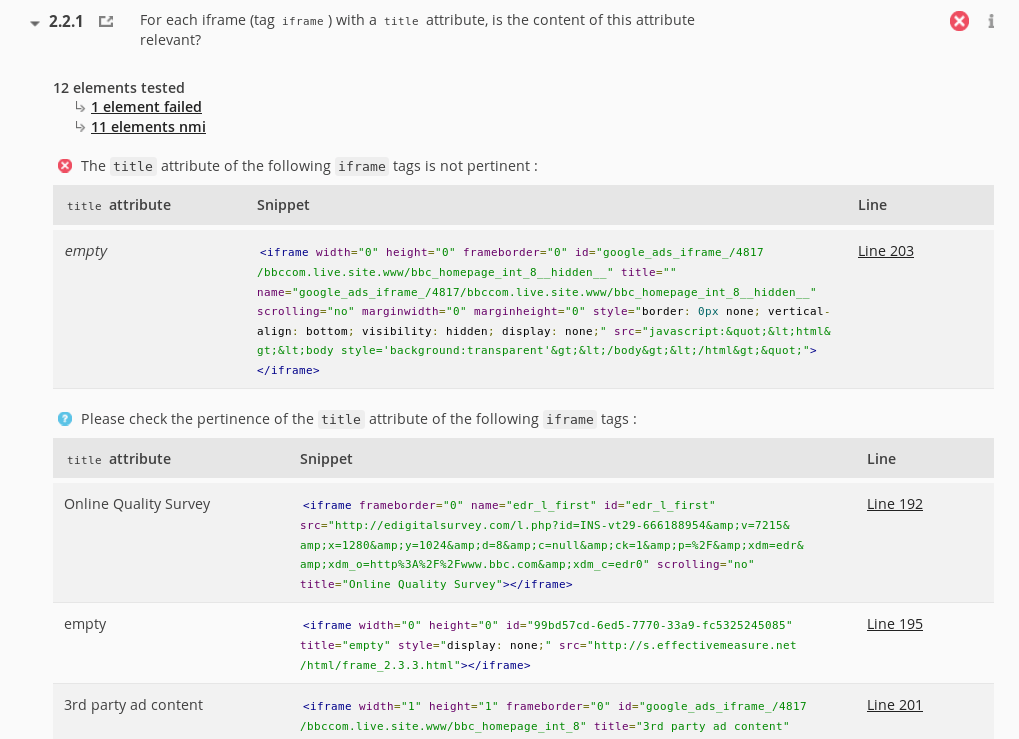 2.2.1 For each iframe (tag iframe ) with a title attribute, is the content of this attribute
relevant?
12 elements tested
↳ 1 element failed
↳ 11 elements nmi
The title attribute of the following iframe tags is not pertinent :
title attribute Snippet Line
empty <iframe width="0" height="0" frameborder="0" id="google_ads_iframe_/4817 Line 203
/bbccom.live.site.www/bbc_homepage_int_8__hidden__" title=""
name="google_ads_iframe_/4817/bbccom.live.site.www/bbc_homepage_int_8__hidden__"
scrolling="no" marginwidth="0" marginheight="0" style="border: 0px none; vertical-
align: bottom; visibility: hidden; display: none;" src="javascript:&quot;&lt;html&
gt;&lt;body style='background:transparent'&gt;&lt;/body&gt;&lt;/html&gt;&quot;">
</iframe>
Please check the pertinence of the title attribute of the following iframe tags :
title attribute Snippet Line
Online Quality Survey <iframe frameborder="0" name="edr_l_first" id="edr_l_first" Line 192
src="http://edigitalsurvey.com/l.php?id=INS-vt29-666188954&amp;v=7215&
amp;x=1280&amp;y=1024&amp;d=8&amp;c=null&amp;ck=1&amp;p=%2F&amp;xdm=edr&
amp;xdm_o=http%3A%2F%2Fwww.bbc.com&amp;xdm_c=edr0" scrolling="no"
title="Online Quality Survey"></iframe>
empty <iframe width="0" height="0" id="99bd57cd-6ed5-7770-33a9-fc5325245085" Line 195
title="empty" style="display: none;" src="http://s.effectivemeasure.net
/html/frame_2.3.3.html"></iframe>
3rd party ad content <iframe width="1" height="1" frameborder="0" id="google_ads_iframe_/4817 Line 201
/bbccom.live.site.www/bbc_homepage_int_8" title="3rd party ad content"